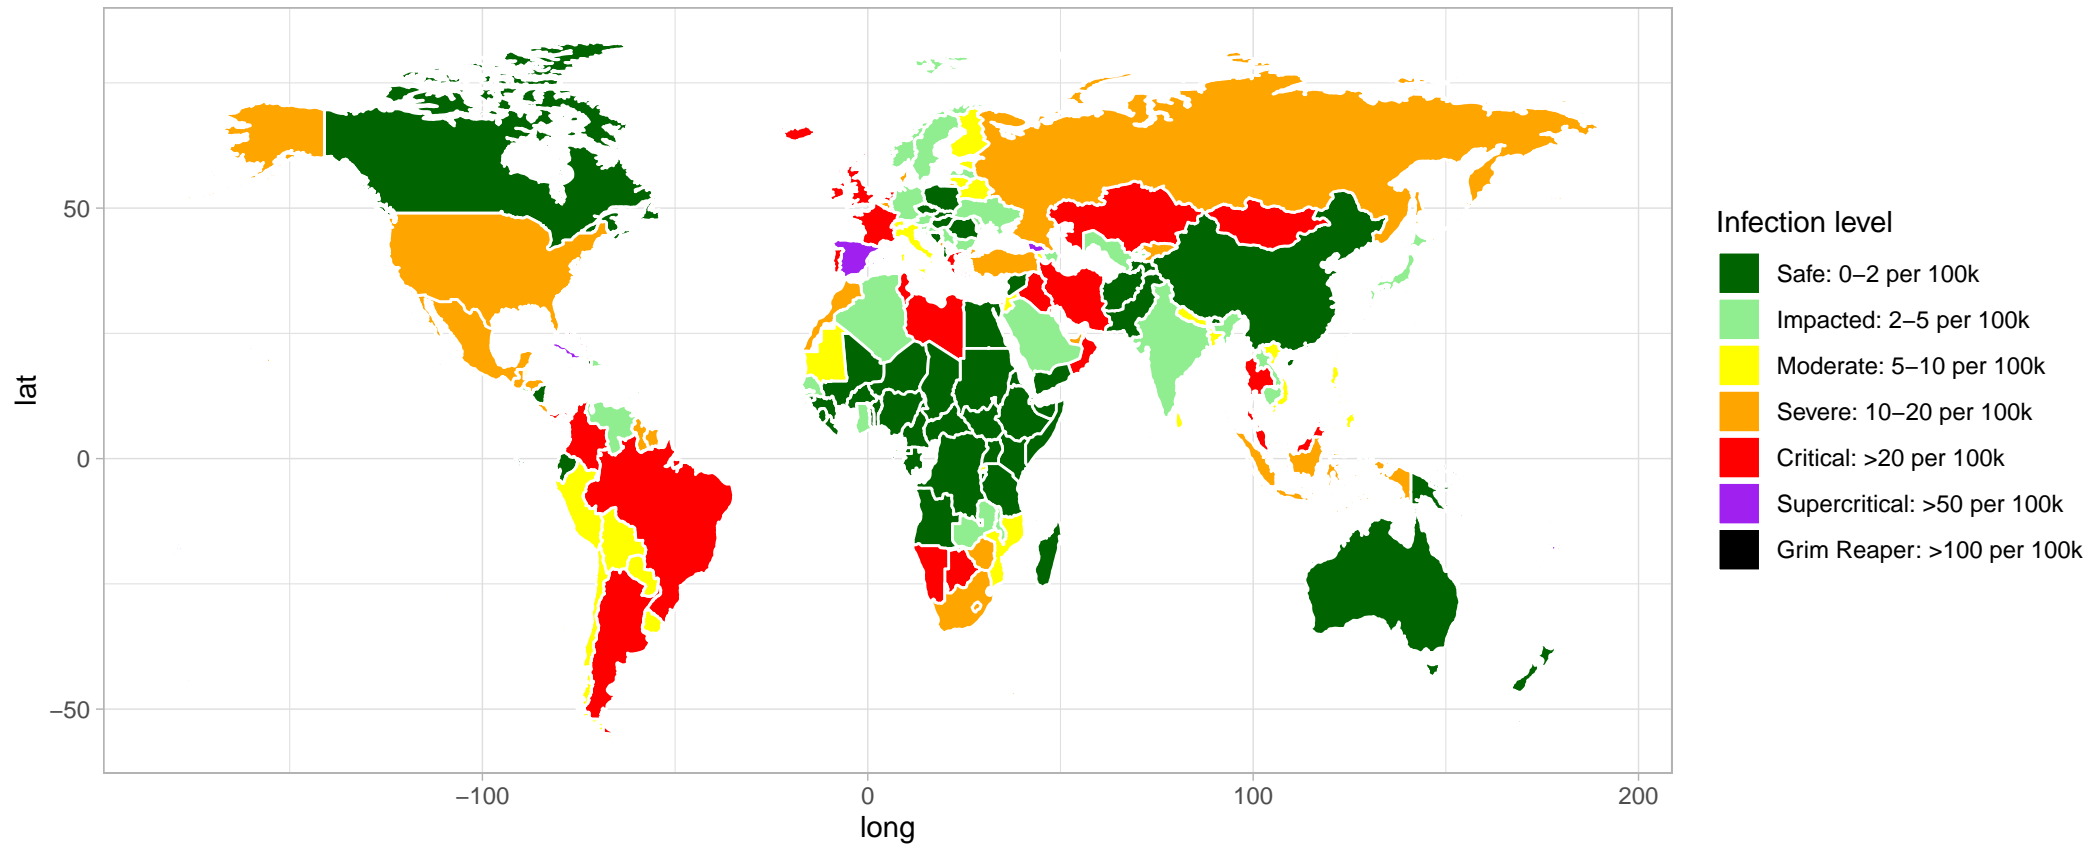 Infection level
Safe: 0–2 per 100k
Impacted: 2–5 per 100k
Moderate: 5–10 per 100k
Severe: 10–20 per 100k
Critical: >20 per 100k
Supercritical: >50 per 100k
Grim Reaper: >100 per 100k
lat
50
0
−50
−100
0
100
200
long